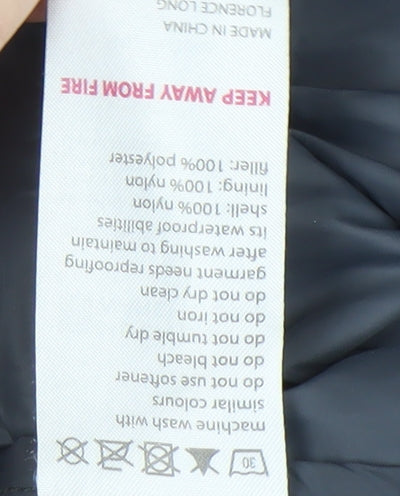 30
machine wash with
similar colours
do not use softener
do not bleach
do not tumble dry
do not iron
do not dry clean
garment needs reproofing
after washing to maintain
its waterproof abilities
shell: 100% nylon
lining: 100% nylon
filler: 100% polyester
KEEP AWAY FROM FIRE
MADE IN CHINA
FLORENCE LONG